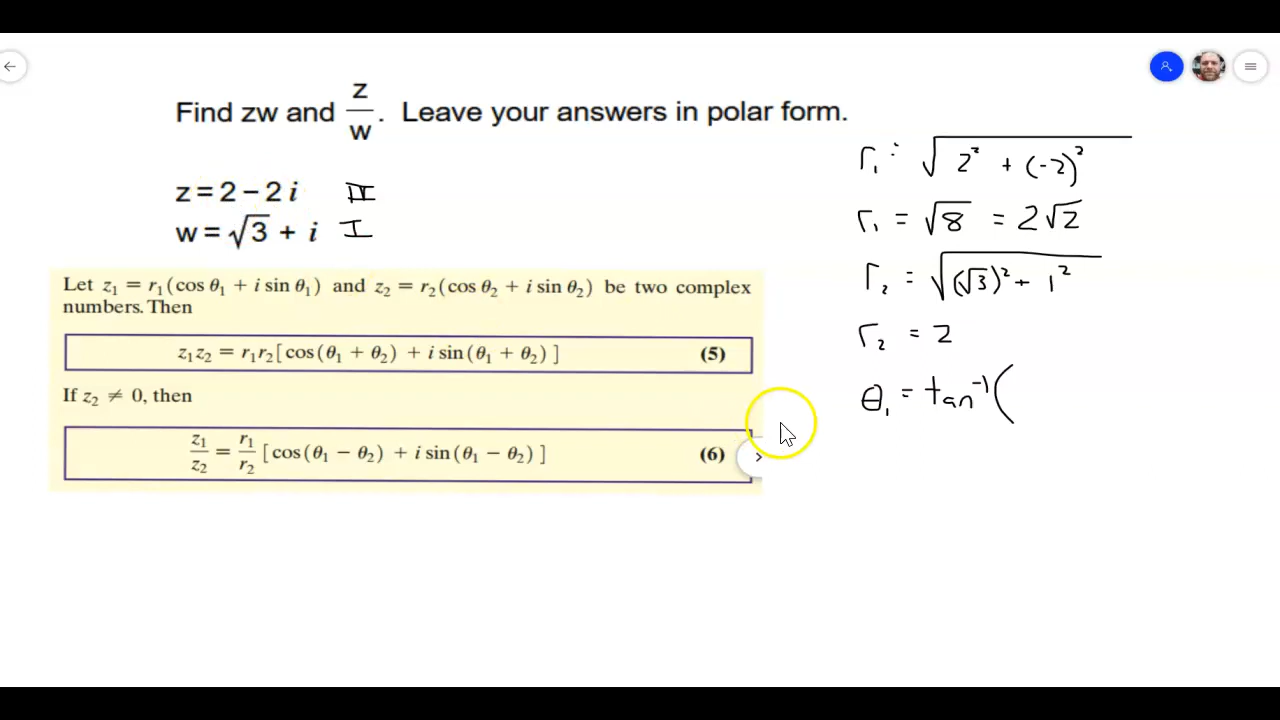 Find zw and z/w. Leave your answers in polar form.
z = 2 − 2i IV
w = √3 + i I
Let z₁ = r₁(cos θ₁ + i sin θ₁) and z₂ = r₂(cos θ₂ + i sin θ₂) be two complex
numbers. Then
z₁z₂ = r₁r₂[cos(θ₁ + θ₂) + i sin(θ₁ + θ₂)] (5)
If z₂ ≠ 0, then
z₁/z₂ = r₁/r₂ [cos(θ₁ − θ₂) + i sin(θ₁ − θ₂)] (6)
r₁ = √(2² + (-2)²)
r₁ = √8 = 2√2
r₂ = √((√3)² + 1²)
r₂ = 2
θ₁ = tan⁻¹(